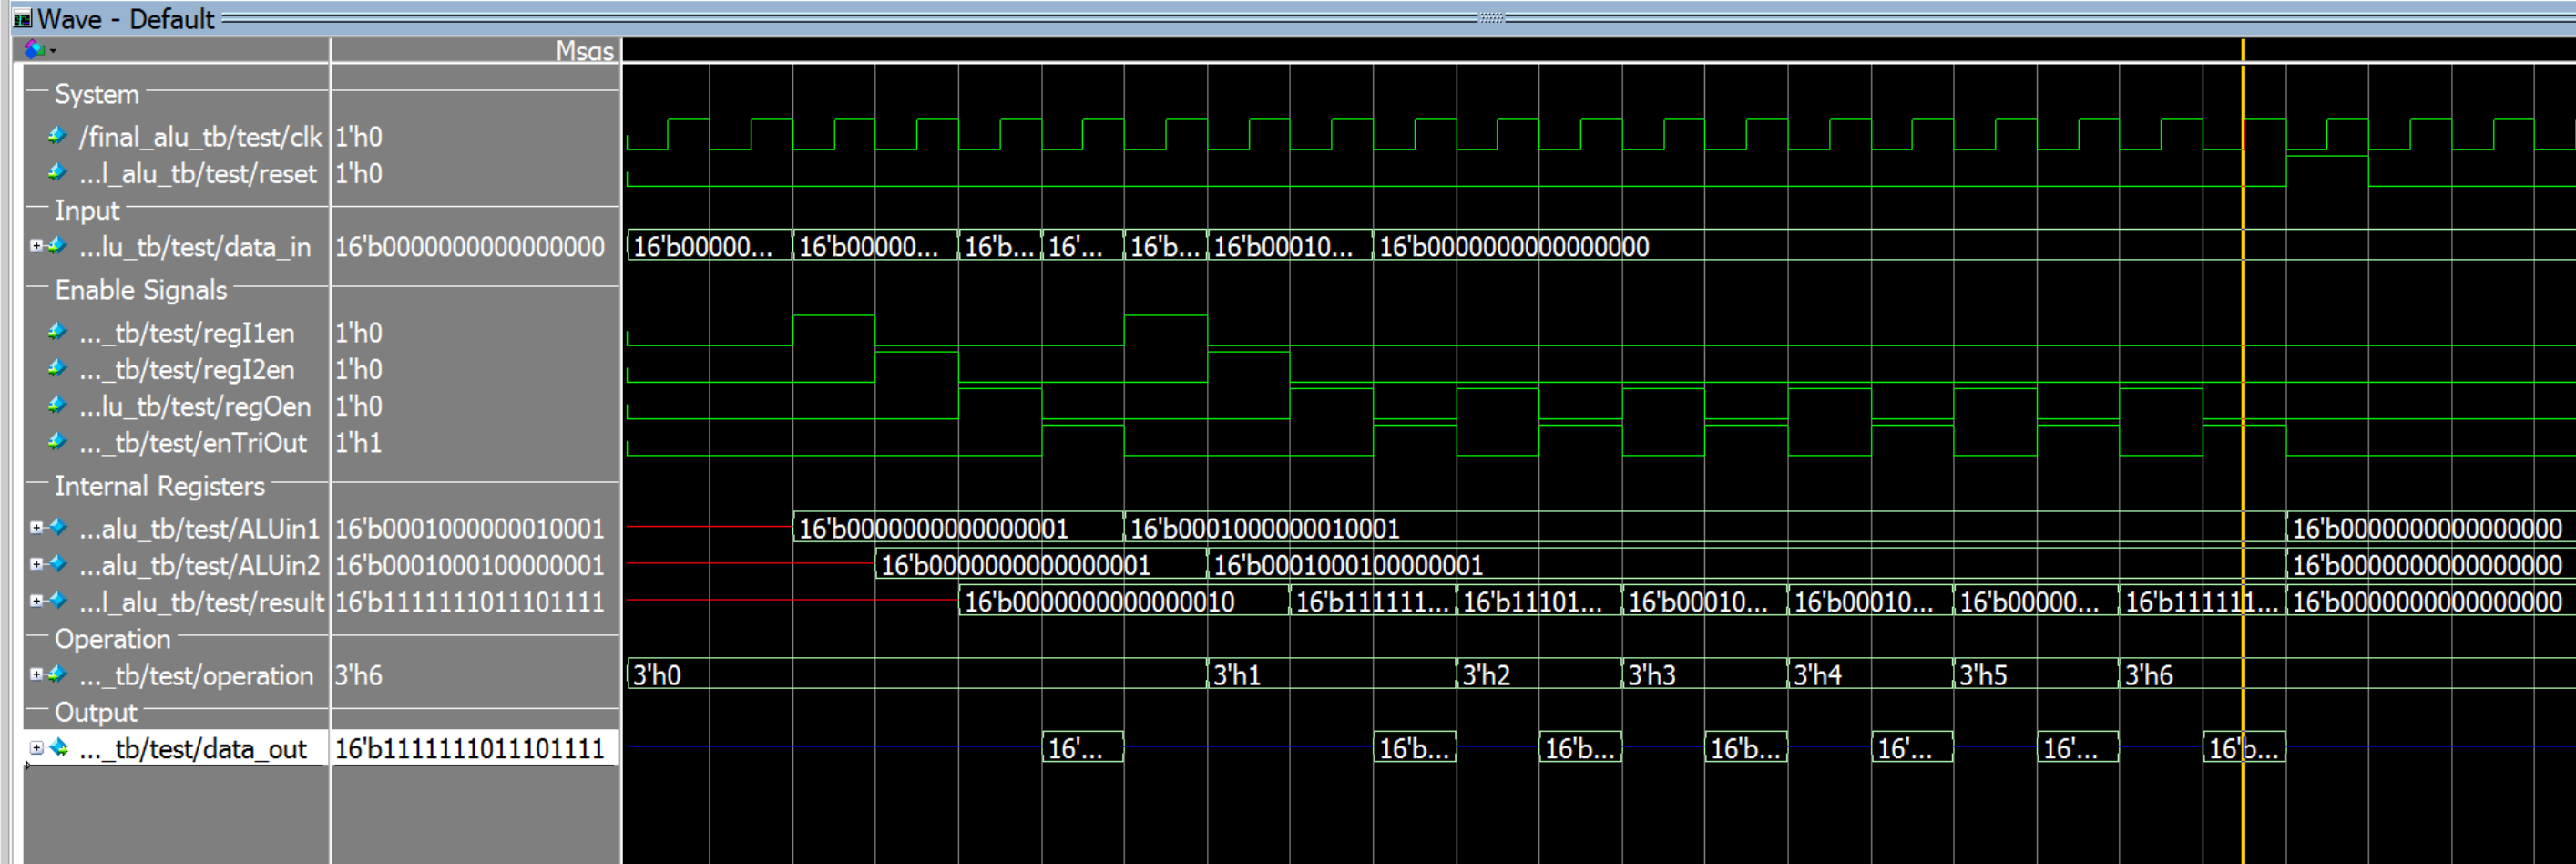 Wave - Default
Msgs
System
/final_alu_tb/test/clk 1'h0
...l_alu_tb/test/reset 1'h0
Input
...lu_tb/test/data_in 16'b0000000000000000 16'b00000... 16'b00000... 16'b... 16'... 16'b... 16'b00010... 16'b0000000000000000
Enable Signals
..._tb/test/regI1en 1'h0
..._tb/test/regI2en 1'h0
...lu_tb/test/regOen 1'h0
..._tb/test/enTriOut 1'h1
Internal Registers
...alu_tb/test/ALUin1 16'b0001000000010001 16'b0000000000000001 16'b0001000000010001 16'b0000000000000000
...alu_tb/test/ALUin2 16'b0001000100000001 16'b0000000000000001 16'b0001000100000001 16'b0000000000000000
...l_alu_tb/test/result 16'b1111111011101111 16'b0000000000000010 16'b111111... 16'b11101... 16'b00010... 16'b00010... 16'b00000... 16'b111111... 16'b0000000000000000
Operation
..._tb/test/operation 3'h6 3'h0 3'h1 3'h2 3'h3 3'h4 3'h5 3'h6
Output
..._tb/test/data_out 16'b1111111011101111 16'... 16'b... 16'b... 16'b... 16'... 16'... 16'b...